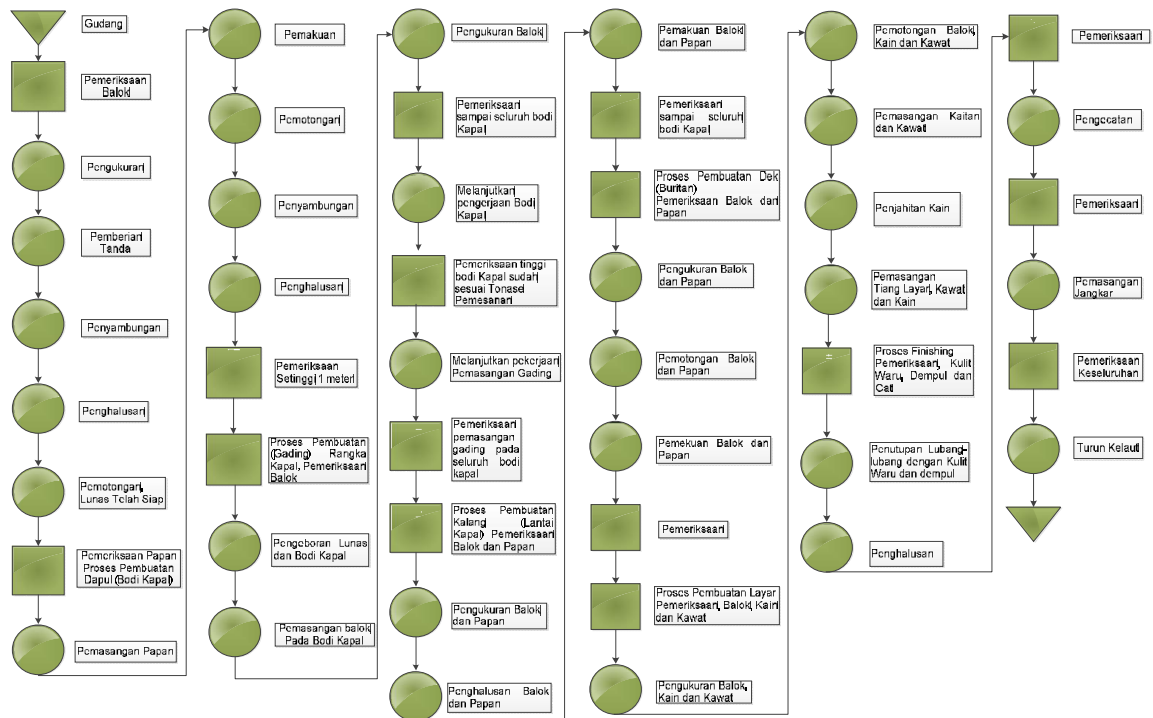 Gudang
Pemeriksaan
Balok
Pengukuran
Pemberian
Tanda
Penyambungan
Penghalusan
Pemotongan,
Lunas Telah Siap
Pemeriksaan Papan
Proses Pembuatan
Dapul (Bodi Kapal)
Pemasangan Papan
Pemakuan
Pemotongan
Penyambungan
Penghalusan
Pemeriksaan
Setinggi 1 meter
Proses Pembuatan
(Gading) Rangka
Kapal, Pemeriksaan
Balok
Pengeboran Lunas
dan Bodi Kapal
Pemasangan balok
Pada Bodi Kapal
Pengukuran Balok
Pemeriksaan
sampai seluruh bodi
Kapal
Melanjutkan
pengerjaan Bodi
Kapal
Pemeriksaan tinggi
bodi Kapal sudah
sesuai Tonase
Pemesanan
Melanjutkan pekerjaan
Pemasangan Gading
Pemeriksaan
pemasangan
gading pada
seluruh bodi
kapal
Proses Pembuatan
Kalang (Lantai
Kapal) Pemeriksaan
Balok dan Papan
Pengukuran Balok
dan Papan
Penghalusan Balok
dan Papan
Pemakuan Balok
dan Papan
Pemeriksaan
sampai seluruh
bodi Kapal
Proses Pembuatan Dek
(Buritan)
Pemeriksaan Balok dan
Papan
Pengukuran Balok
dan Papan
Pemotongan Balok
dan Papan
Pemekuan Balok dan
Papan
Pemeriksaan
Proses Pembuatan Layar
Pemeriksaan, Balok, Kain
dan Kawat
Pengukuran Balok,
Kain dan Kawat
Pemotongan Balok,
Kain dan Kawat
Pemasangan Kaitan
dan Kawat
Penjahitan Kain
Pemasangan
Tiang Layar, Kawat
dan Kain
Proses Finishing
Pemeriksaan, Kulit
Waru, Dempul dan
Cat
Penutupan Lubang-
lubang dengan Kulit
Waru dan dempul
Penghalusan
Pemeriksaan
Pengecatan
Pemeriksaan
Pemasangan
Jangkar
Pemeriksaan
Keseluruhan
Turun Kelaut